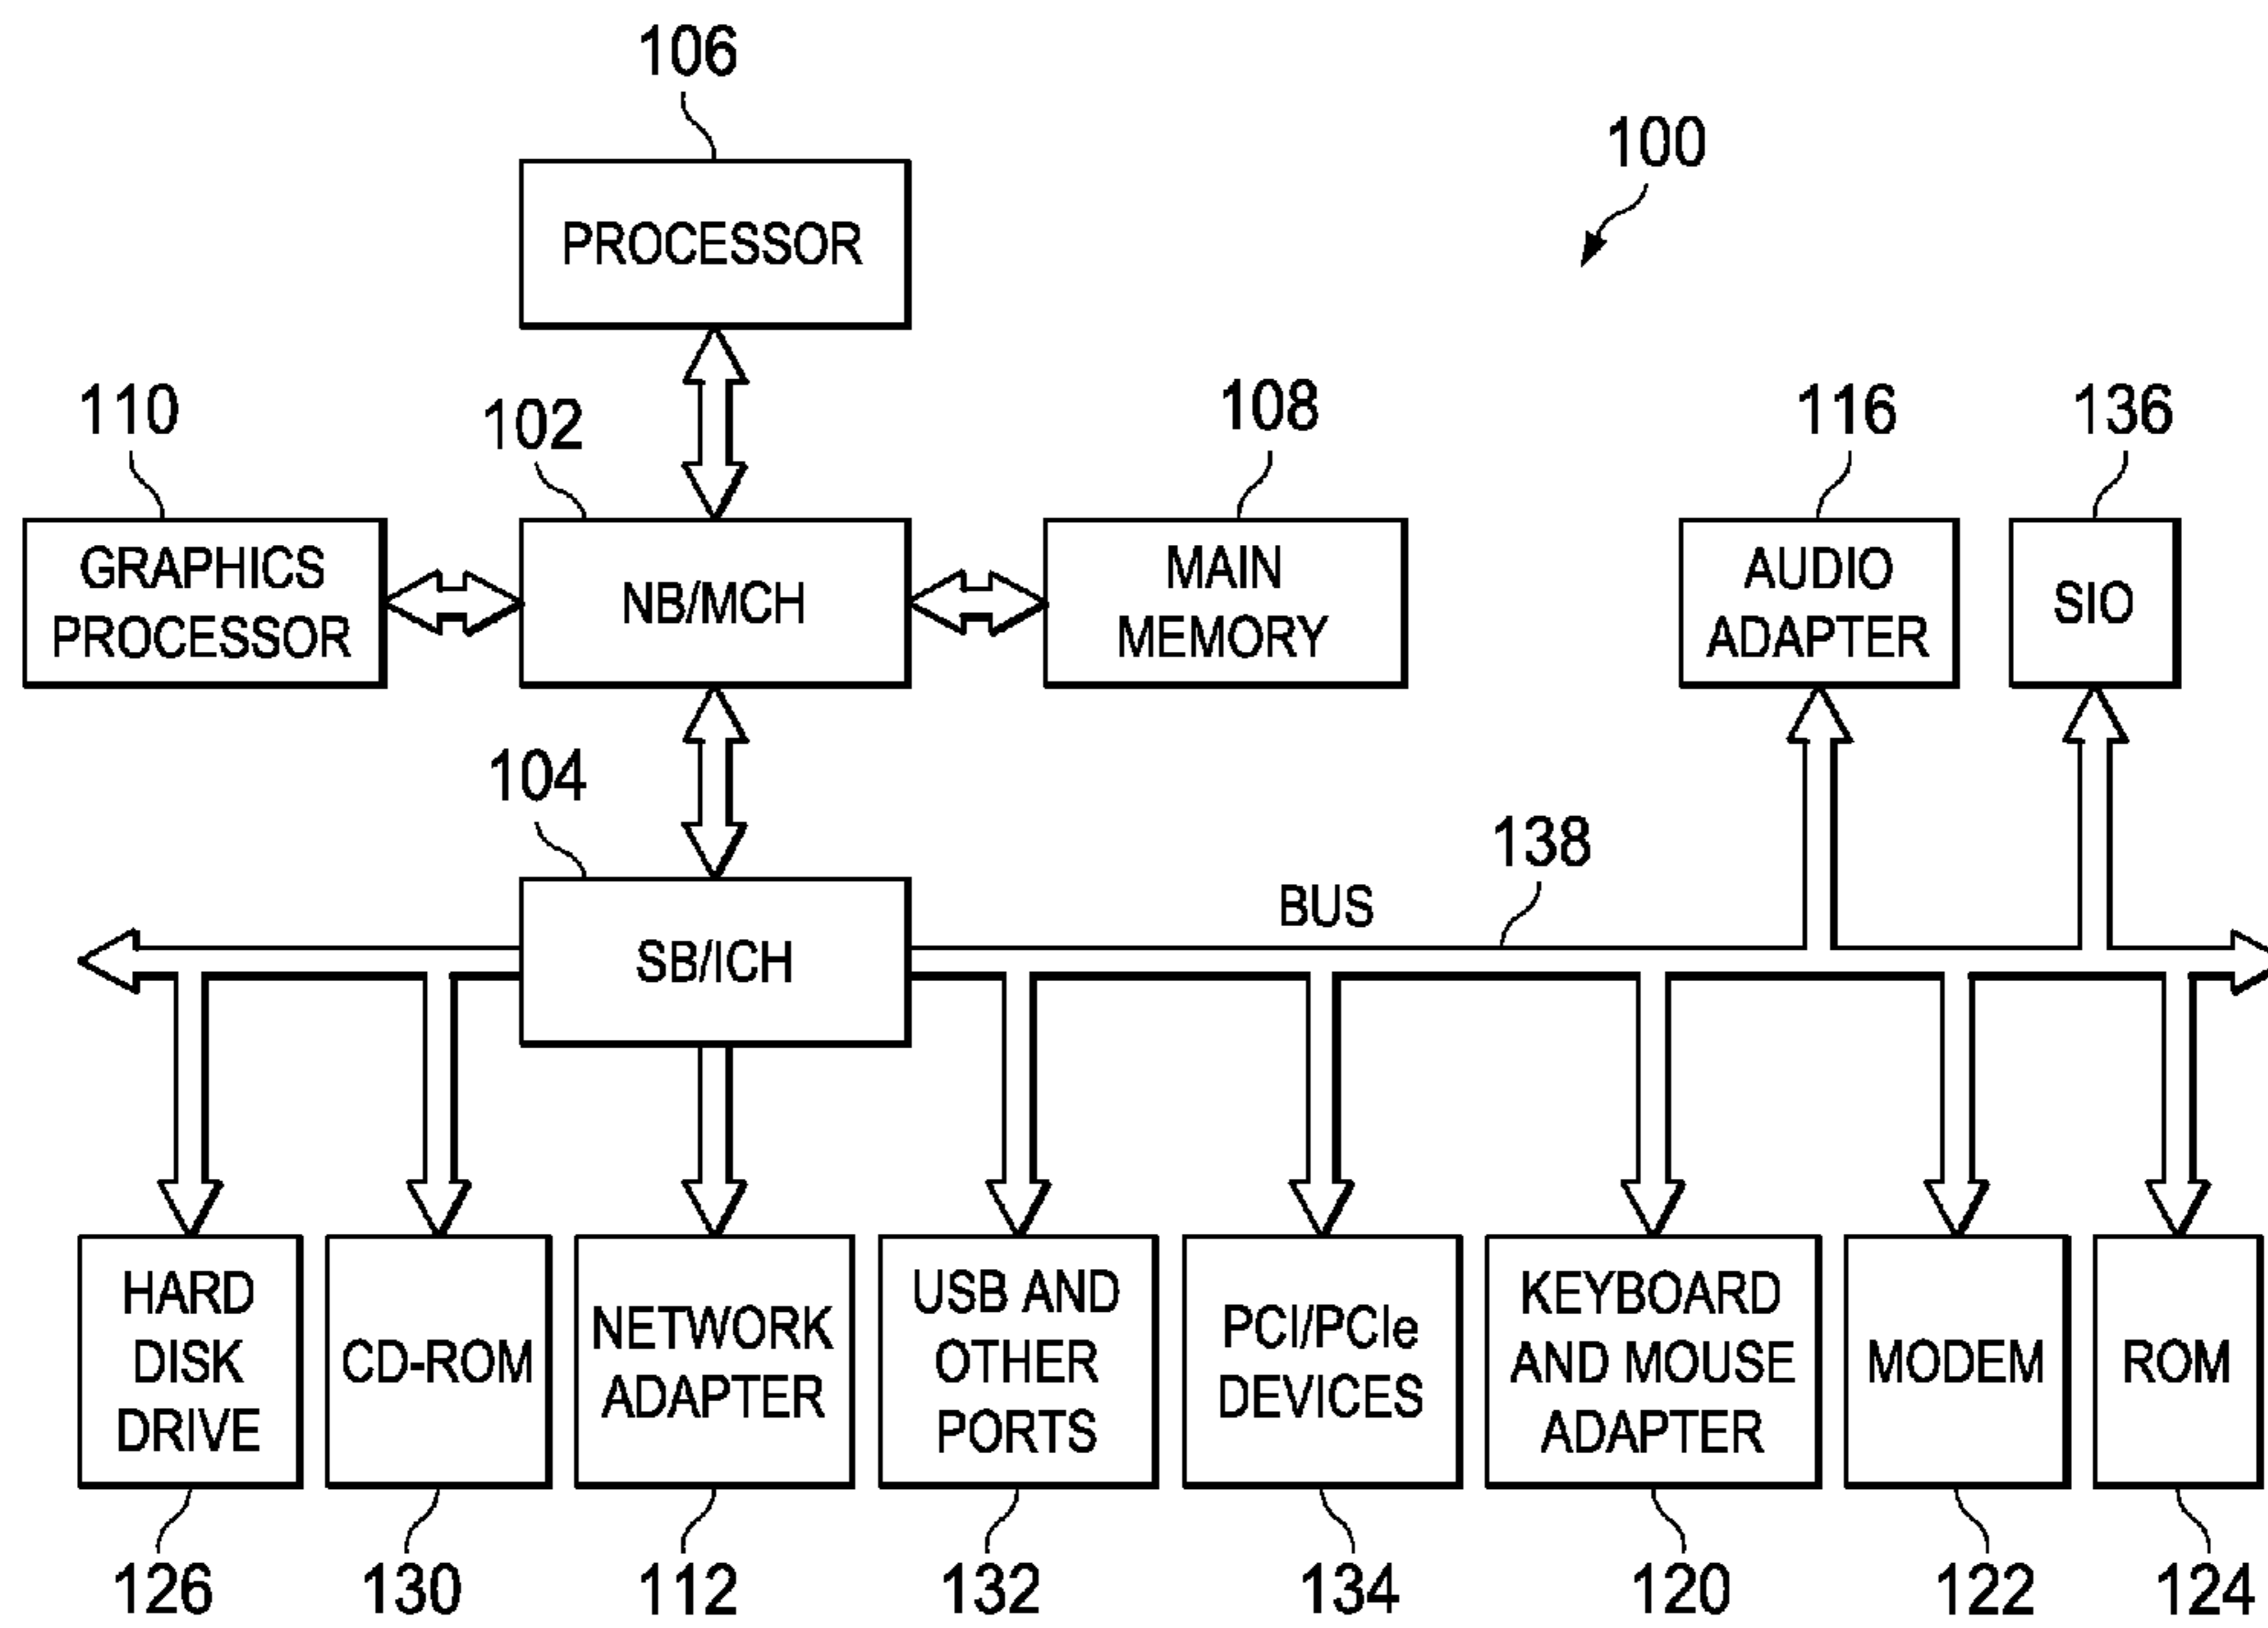 106
100
PROCESSOR
110
102
108
116
136
GRAPHICS
PROCESSOR
NB/MCH
MAIN
MEMORY
AUDIO
ADAPTER
SIO
104
138
BUS
SB/ICH
HARD
DISK
DRIVE
CD-ROM
NETWORK
ADAPTER
USB AND
OTHER
PORTS
PCI/PCIe
DEVICES
KEYBOARD
AND MOUSE
ADAPTER
MODEM
ROM
126
130
112
132
134
120
122
124